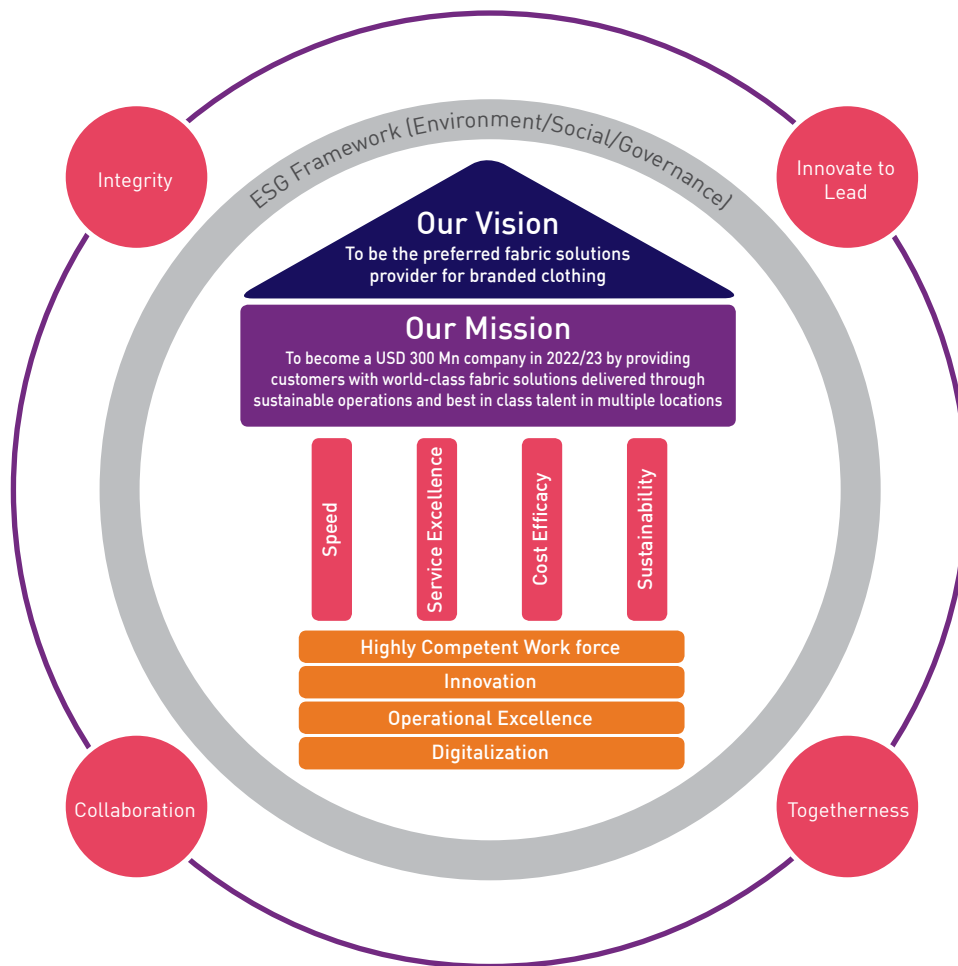 ESG Framework (Environment/Social/Governance)
Integrity
Innovate to
Lead
Our Vision
To be the preferred fabric solutions
provider for branded clothing
Our Mission
To become a USD 300 Mn company in 2022/23 by providing
customers with world-class fabric solutions delivered through
sustainable operations and best in class talent in multiple locations
Speed
Service Excellence
Cost Efficacy
Sustainability
Highly Competent Work force
Innovation
Operational Excellence
Digitalization
Collaboration
Togetherness